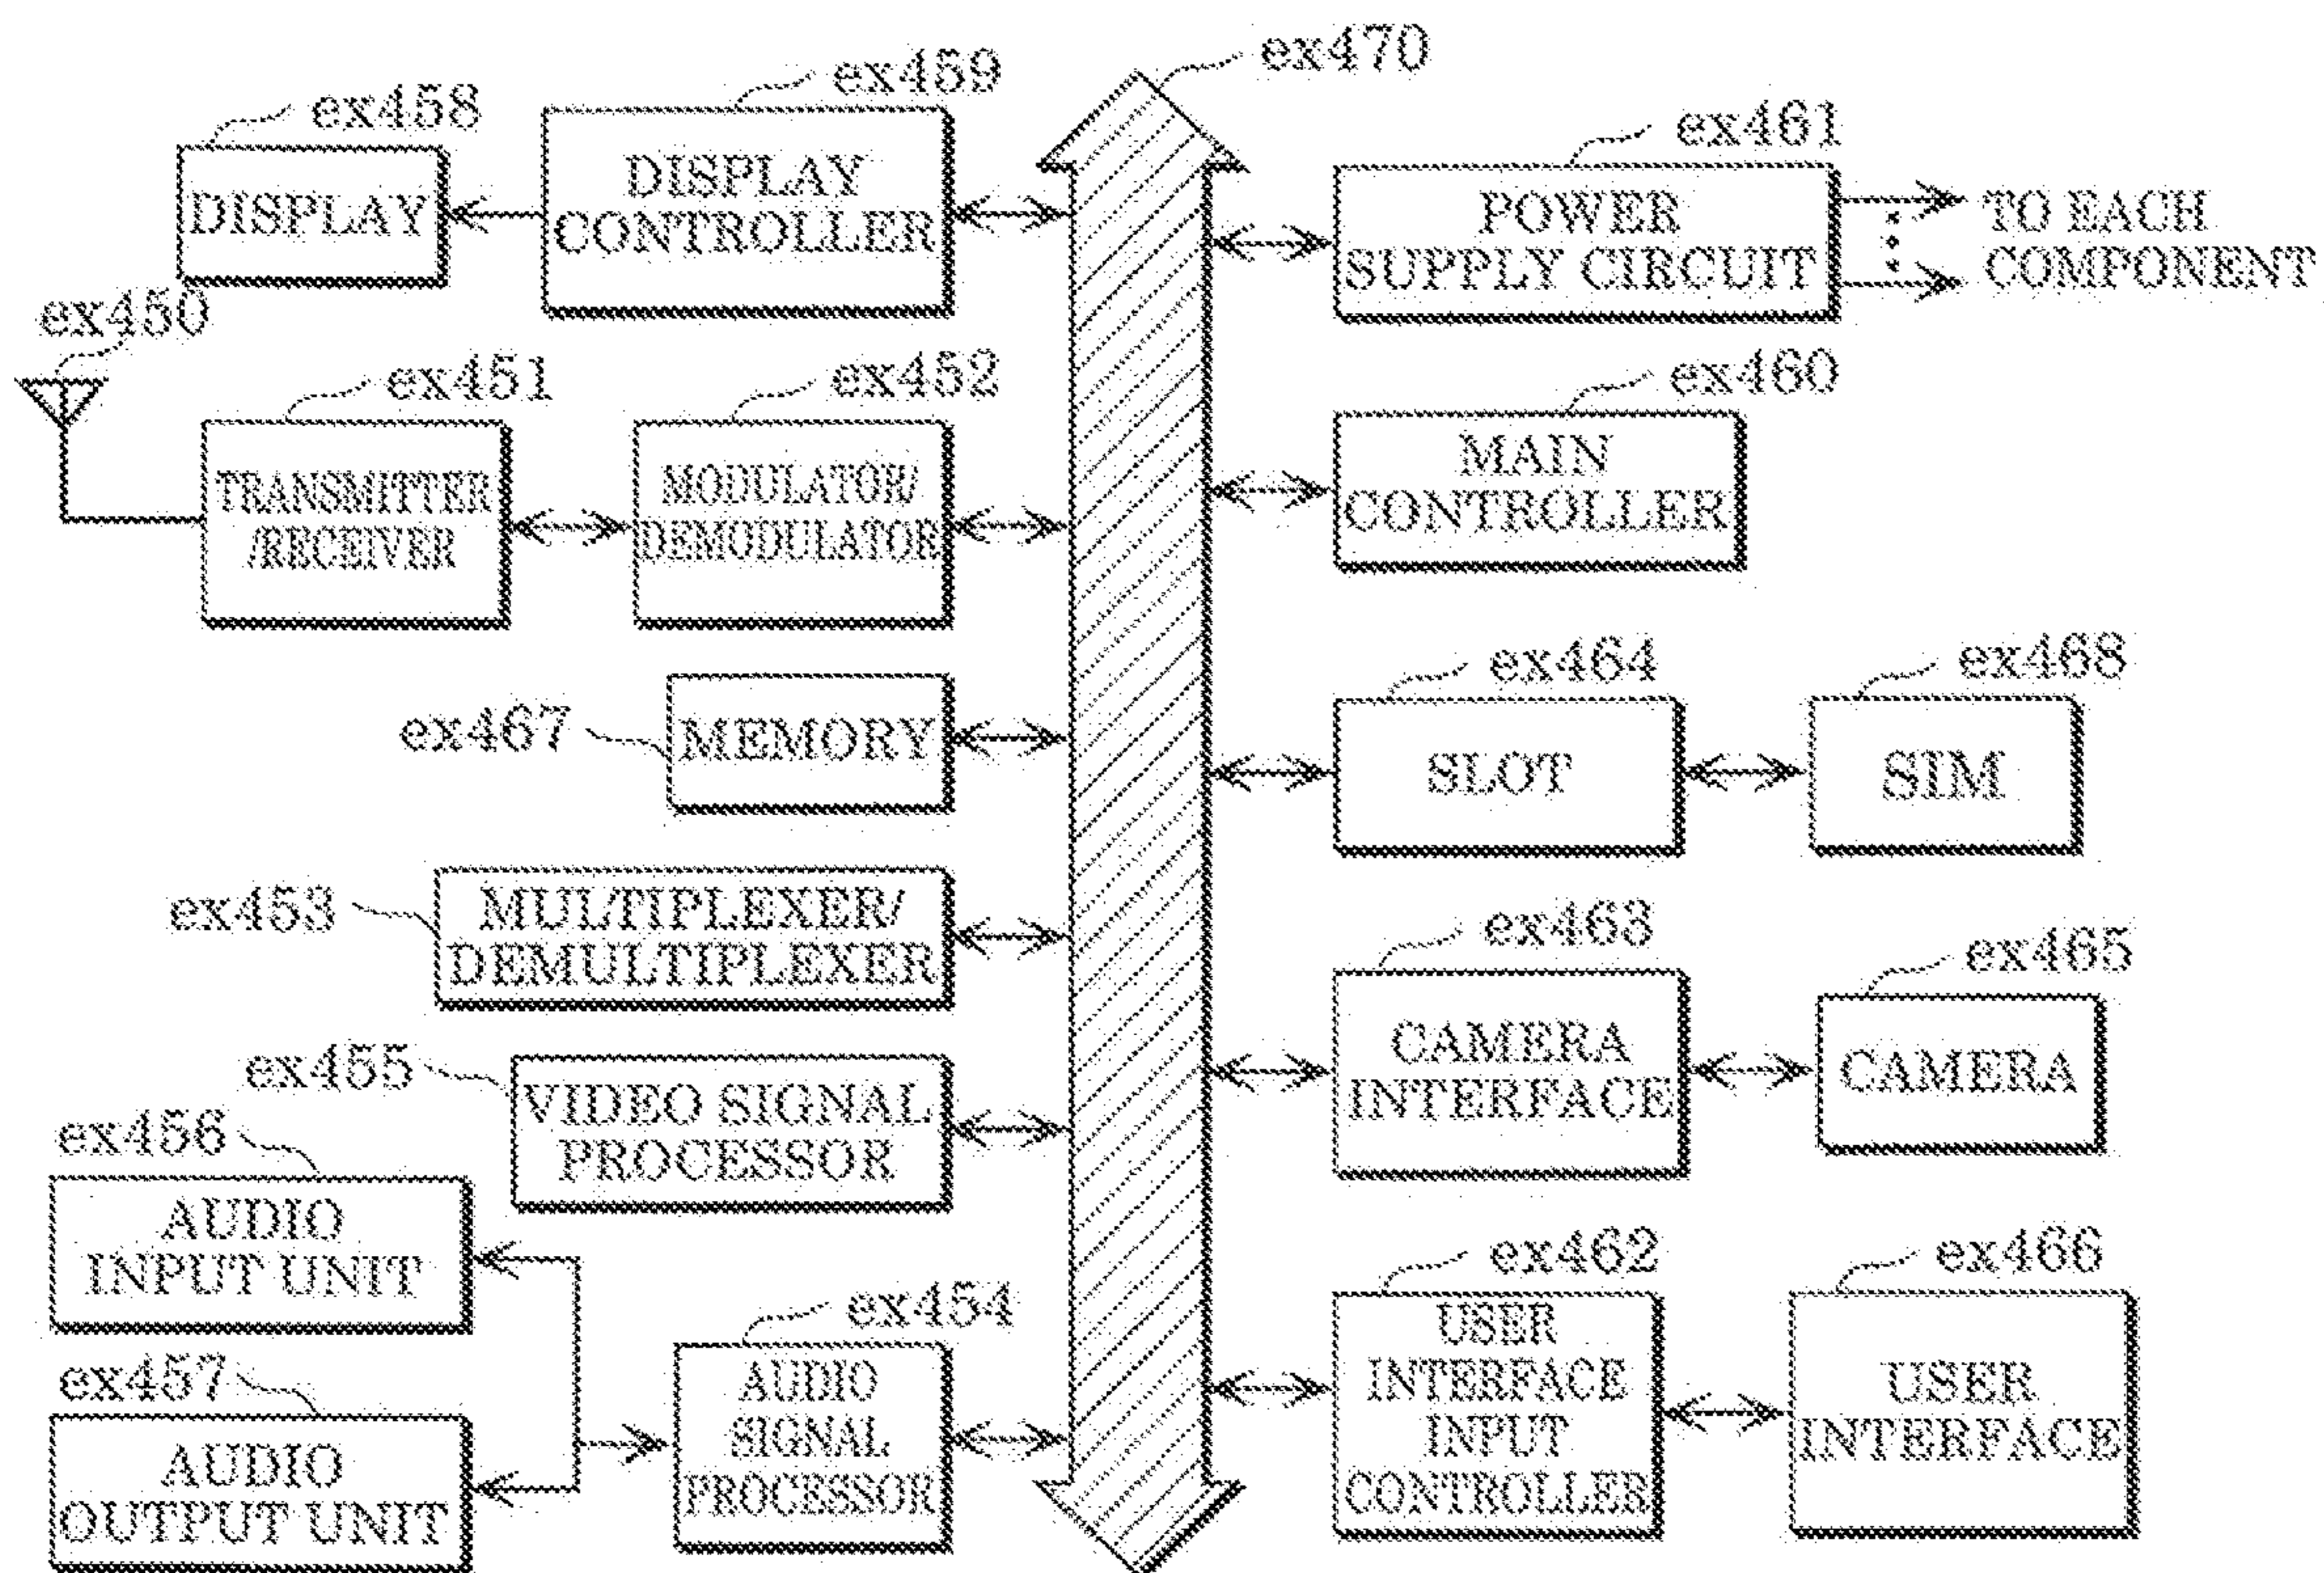 ex470
ex459
ex458
DISPLAY
CONTROLLER
DISPLAY
ex461
POWER
SUPPLY CIRCUIT
TO EACH
COMPONENT
ex450
ex451
TRANSMITTER
/RECEIVER
ex452
MODULATOR/
DEMODULATOR
ex460
MAIN
CONTROLLER
ex467
MEMORY
ex464
SLOT
ex468
SIM
ex453
MULTIPLEXER/
DEMULTIPLEXER
ex463
CAMERA
INTERFACE
ex465
CAMERA
ex455
VIDEO SIGNAL
PROCESSOR
ex456
AUDIO
INPUT UNIT
ex457
AUDIO
OUTPUT UNIT
ex454
AUDIO
SIGNAL
PROCESSOR
ex462
USER
INTERFACE
INPUT
CONTROLLER
ex466
USER
INTERFACE